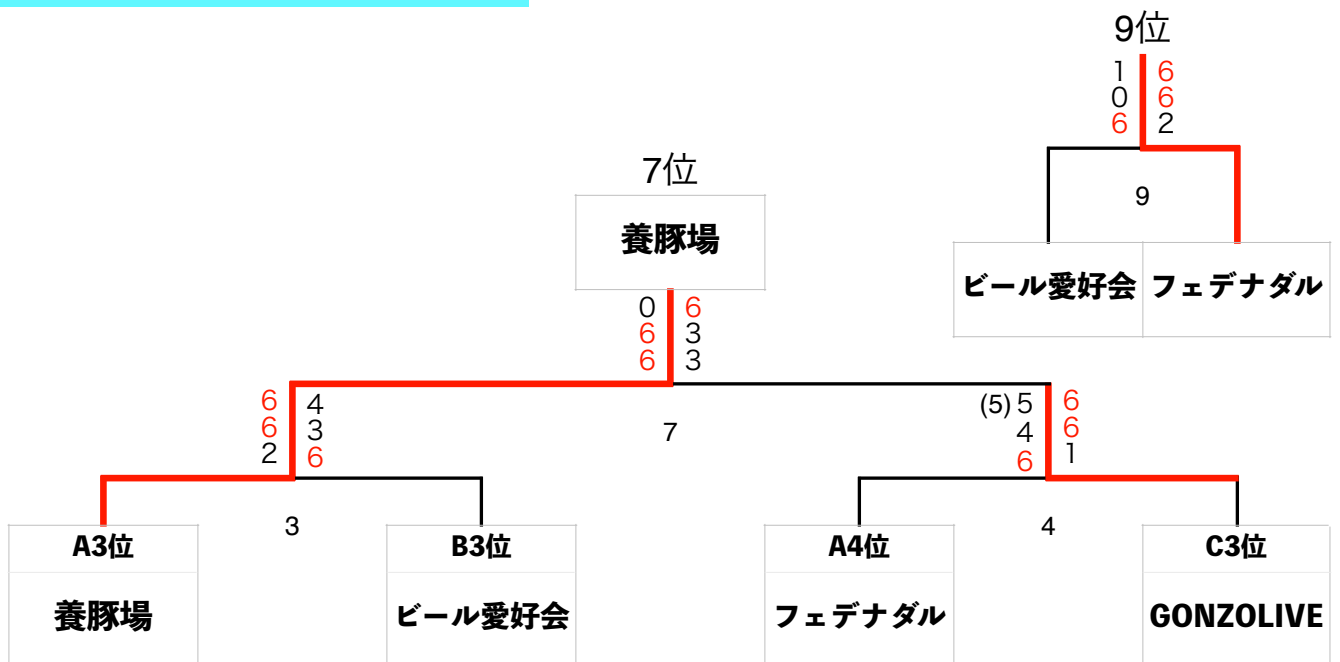 9位
1 6
0 6
6 2
9
ビール愛好会 フェデナダル
7位
養豚場
0 6
6 3
6 3
7
6 4
6 3
2 6
3
(5) 5 6
4 6
6 1
4
A3位
養豚場
B3位
ビール愛好会
A4位
フェデナダル
C3位
GONZOLIVE